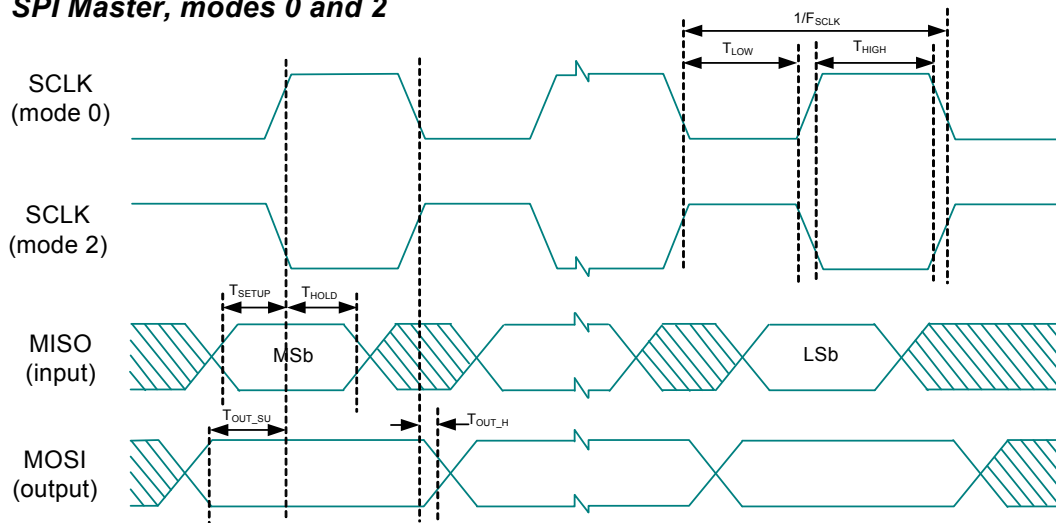 SPI Master, modes 0 and 2
1/FSCLK
TLOW
THIGH
SCLK
(mode 0)
SCLK
(mode 2)
TSETUP
THOLD
MISO
(input)
MSb
LSb
TOUT_SU
TOUT_H
MOSI
(output)